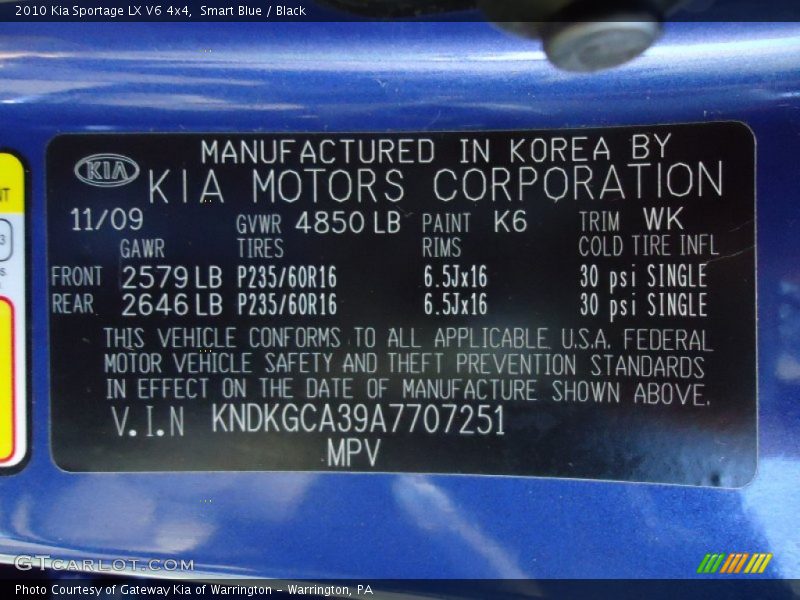 2010 Kia Sportage LX V6 4x4,  Smart Blue / Black
KIA
MANUFACTURED IN KOREA BY
KIA MOTORS CORPORATION
11/09 GVWR 4850 LB PAINT K6 TRIM WK
GAWR TIRES RIMS COLD TIRE INFL
FRONT 2579 LB P235/60R16 6.5Jx16 30 psi SINGLE
REAR 2646 LB P235/60R16 6.5Jx16 30 psi SINGLE
THIS VEHICLE CONFORMS TO ALL APPLICABLE U.S.A. FEDERAL
MOTOR VEHICLE SAFETY AND THEFT PREVENTION STANDARDS
IN EFFECT ON THE DATE OF MANUFACTURE SHOWN ABOVE.
V.I.N KNDKGCA39A7707251
MPV
GTCARLOT.COM
Photo Courtesy of Gateway Kia of Warrington - Warrington, PA